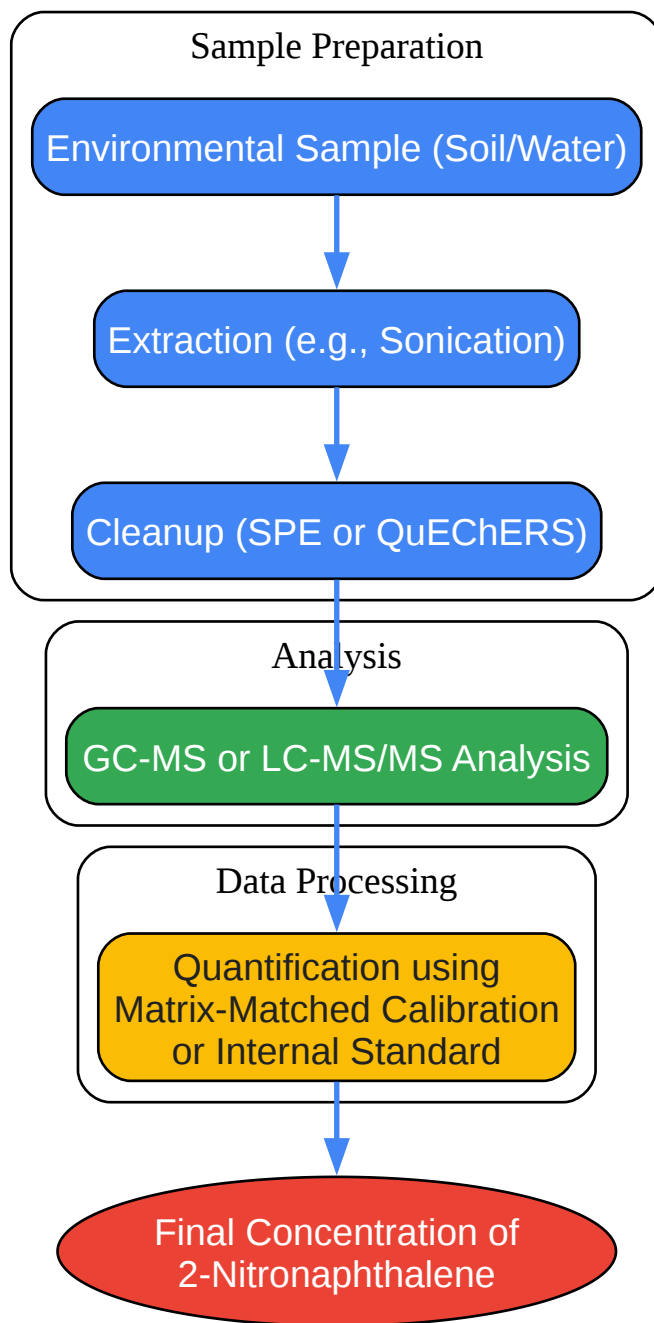 Sample Preparation
Environmental Sample (Soil/Water)
Extraction (e.g., Sonication)
Cleanup (SPE or QuEChERS)
Analysis
GC-MS or LC-MS/MS Analysis
Data Processing
Quantification using
Matrix-Matched Calibration
or Internal Standard
Final Concentration of
2-Nitronaphthalene